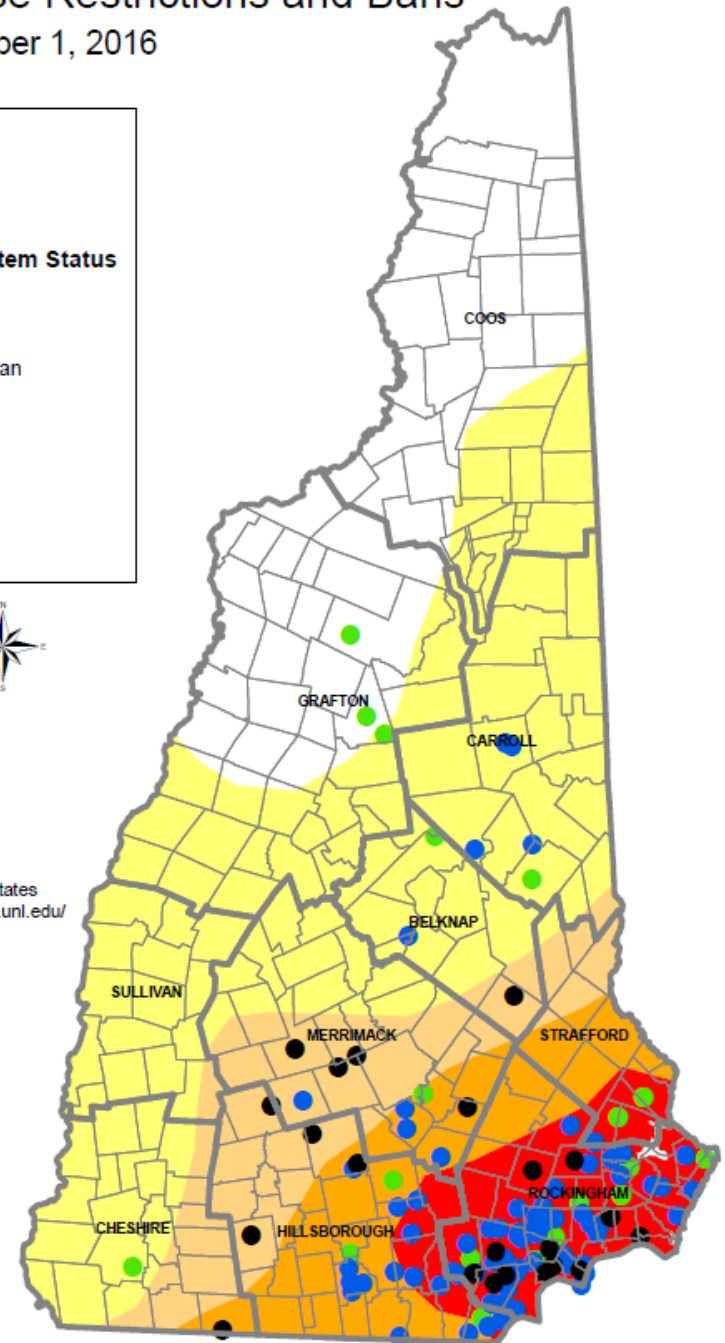 se Restrictions and Bans
ber 1, 2016
tem Status
an
N
E
S
tates
.unl.edu/
COOS
GRAFTON
CARROLL
BELKNAP
SULLIVAN
MERRIMACK
STRAFFORD
ROCKINGHAM
CHESHIRE
HILLSBOROUGH